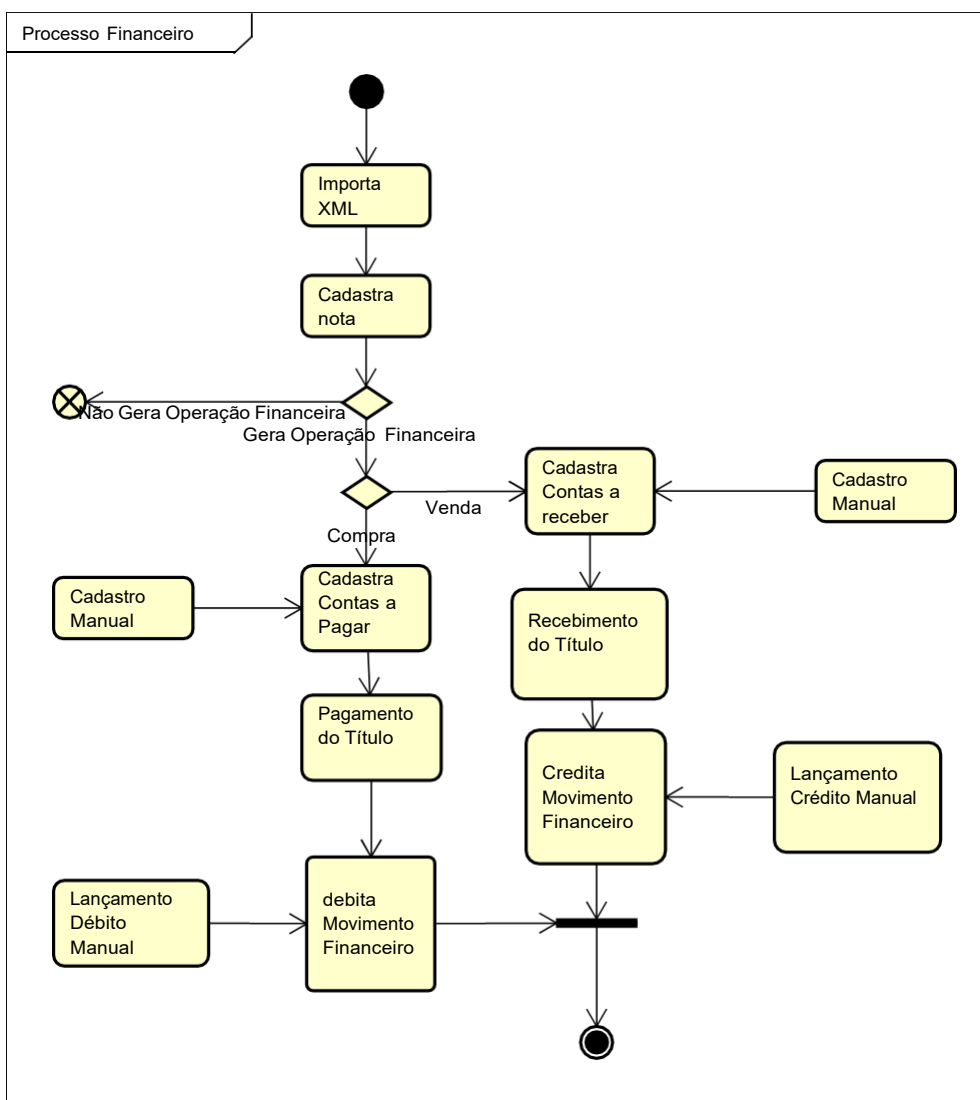 Processo Financeiro
Importa
XML
Cadastra
nota
Não Gera Operação Financeira
Gera Operação Financeira
Venda
Compra
Cadastra
Contas a
receber
Cadastro
Manual
Cadastro
Manual
Cadastra
Contas a
Pagar
Recebimento
do Título
Pagamento
do Título
Credita
Movimento
Financeiro
Lançamento
Crédito Manual
Lançamento
Débito
Manual
debita
Movimento
Financeiro